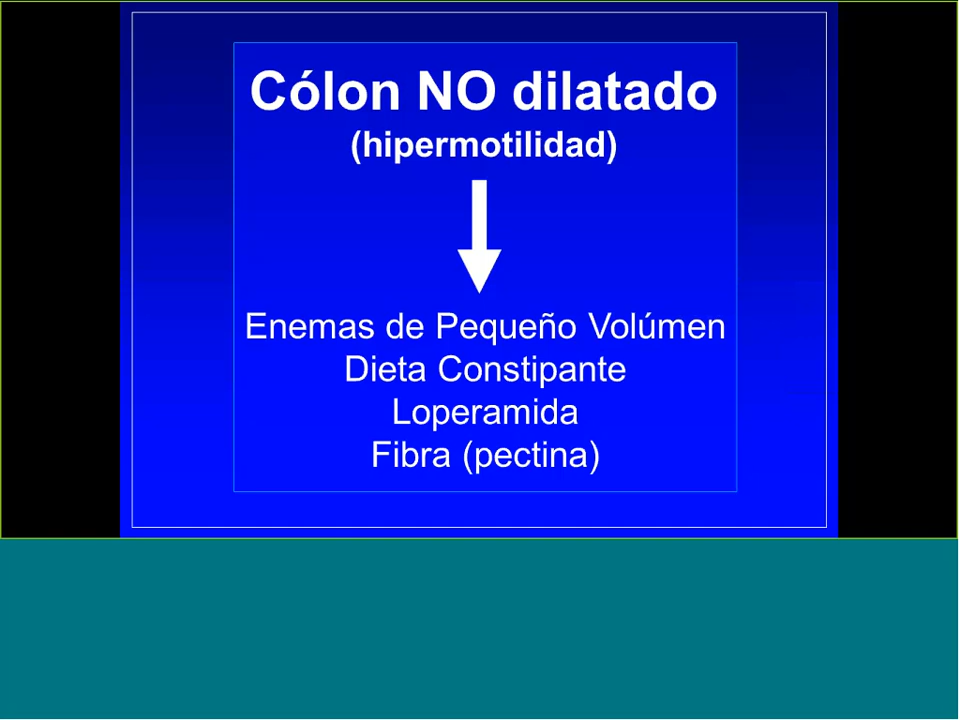 Cólon NO dilatado
(hipermotilidad)
Enemas de Pequeño Volúmen
Dieta Constipante
Loperamida
Fibra (pectina)